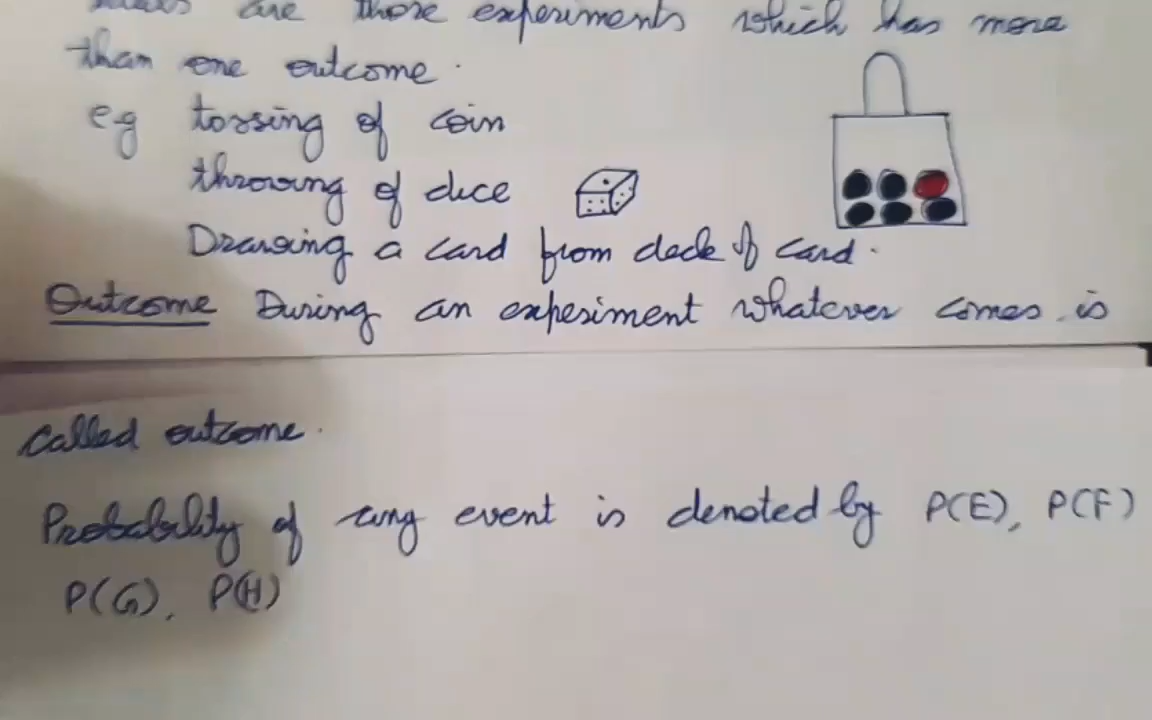 are those experiments which has more
than one outcome.
eg tossing of coin
throwing of dice
Drawing a card from deck of card.
Outcome During an experiment whatever comes is
called outcome.
Probability of any event is denoted by P(E), P(F)
P(G), P(H)